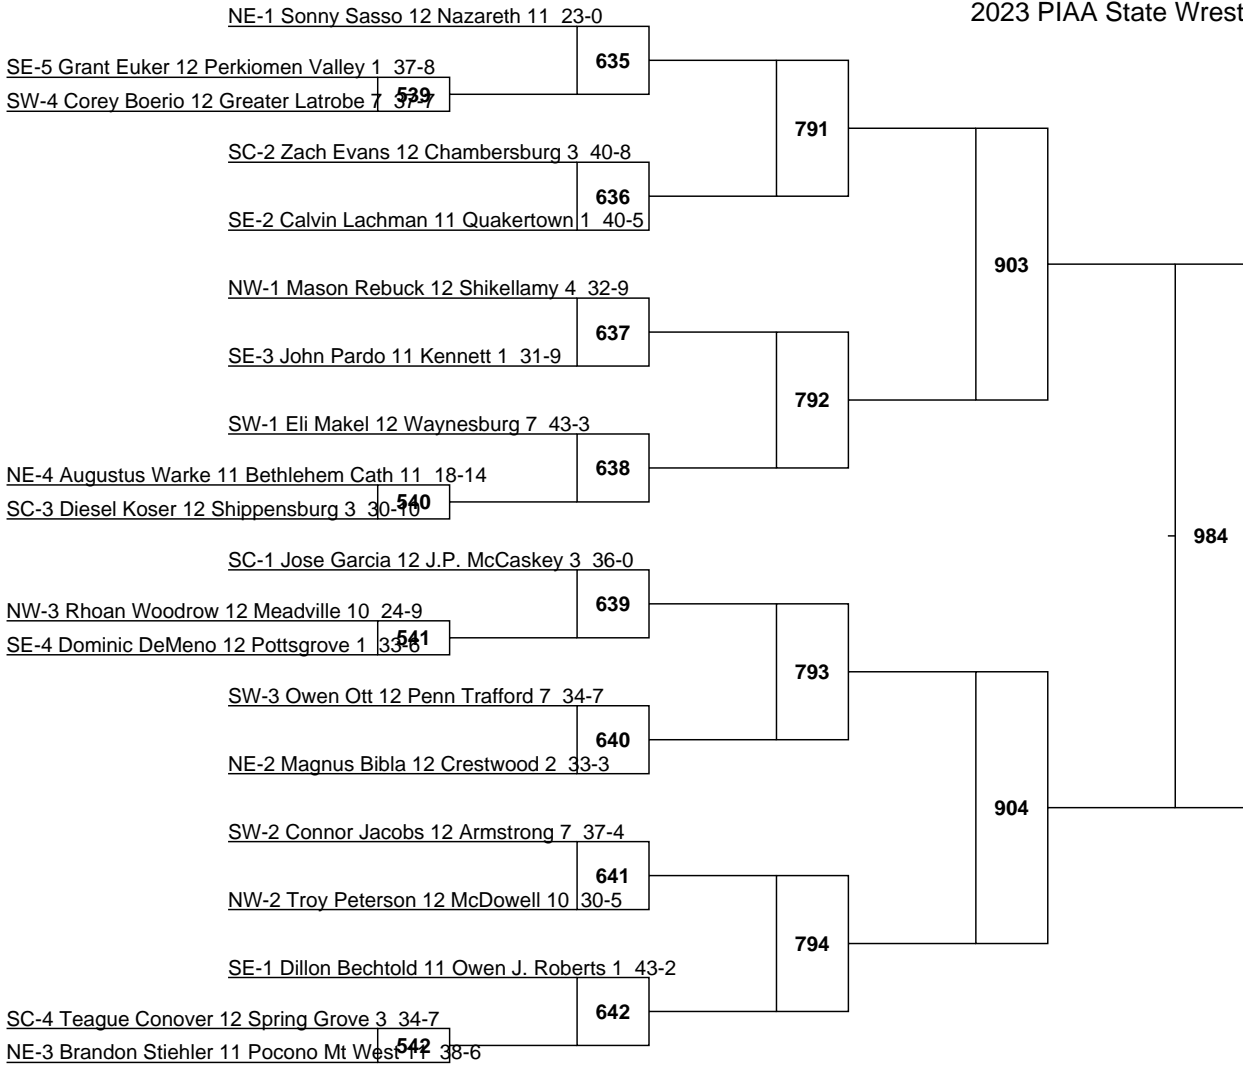 2023 PIAA State Wrest
NE-1 Sonny Sasso 12 Nazareth 11 23-0
635
SE-5 Grant Euker 12 Perkiomen Valley 1 37-8
539
SW-4 Corey Boerio 12 Greater Latrobe 7 37-7
791
SC-2 Zach Evans 12 Chambersburg 3 40-8
636
SE-2 Calvin Lachman 11 Quakertown 1 40-5
903
NW-1 Mason Rebuck 12 Shikellamy 4 32-9
637
SE-3 John Pardo 11 Kennett 1 31-9
792
SW-1 Eli Makel 12 Waynesburg 7 43-3
638
NE-4 Augustus Warke 11 Bethlehem Cath 11 18-14
540
SC-3 Diesel Koser 12 Shippensburg 3 30-10
984
SC-1 Jose Garcia 12 J.P. McCaskey 3 36-0
639
NW-3 Rhoan Woodrow 12 Meadville 10 24-9
541
SE-4 Dominic DeMeno 12 Pottsgrove 1 33-6
793
SW-3 Owen Ott 12 Penn Trafford 7 34-7
640
NE-2 Magnus Bibla 12 Crestwood 2 33-3
904
SW-2 Connor Jacobs 12 Armstrong 7 37-4
641
NW-2 Troy Peterson 12 McDowell 10 30-5
794
SE-1 Dillon Bechtold 11 Owen J. Roberts 1 43-2
642
SC-4 Teague Conover 12 Spring Grove 3 34-7
542
NE-3 Brandon Stiehler 11 Pocono Mt West 11 38-6